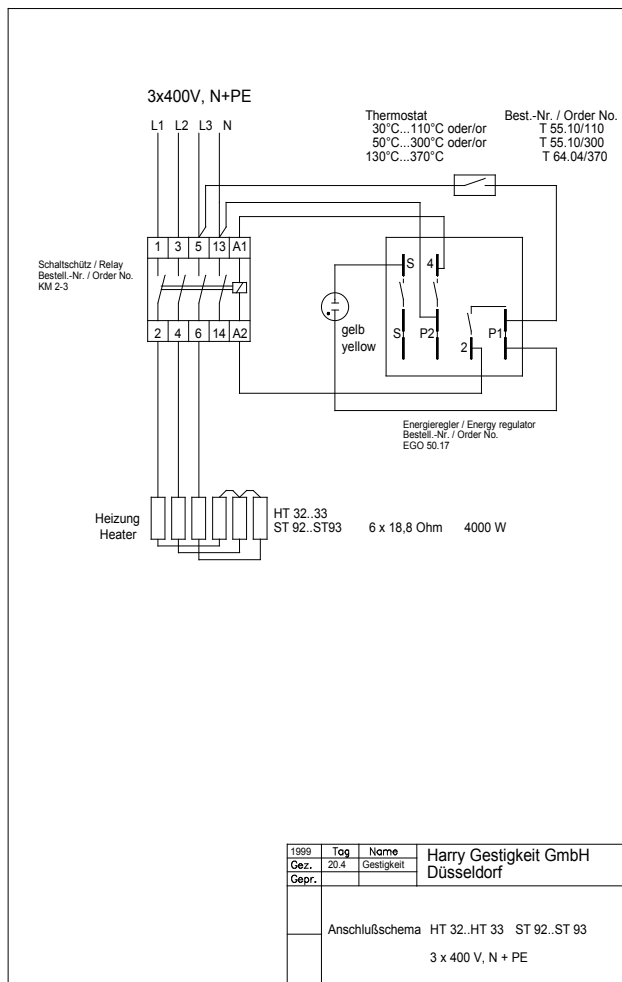 3x400V, N+PE
L1 L2 L3 N
Thermostat Best.-Nr. / Order No.
30°C...110°C oder/or T 55.10/110
50°C...300°C oder/or T 55.10/300
130°C...370°C T 64.04/370
1 3 5 13 A1
Schaltschütz / Relay
Bestell.-Nr. / Order No.
KM 2-3
2 4 6 14 A2
S 4
gelb
yellow
S P2 2 P1
Energieregler / Energy regulator
Bestell.-Nr. / Order No.
EGO 50.17
Heizung
Heater
HT 32..33
ST 92..ST93 6 x 18,8 Ohm 4000 W
1999 Tag Name
Gez. 20.4 Gestigkeit
Gepr.
Harry Gestigkeit GmbH
Düsseldorf
Anschlußschema HT 32..HT 33 ST 92..ST 93
3 x 400 V, N + PE